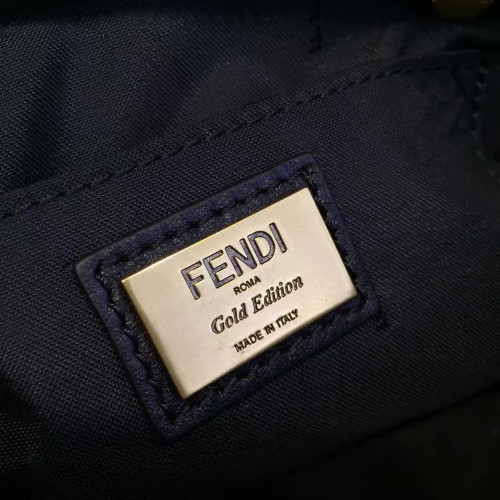 FENDI
ROMA
Gold Edition
MADE IN ITALY